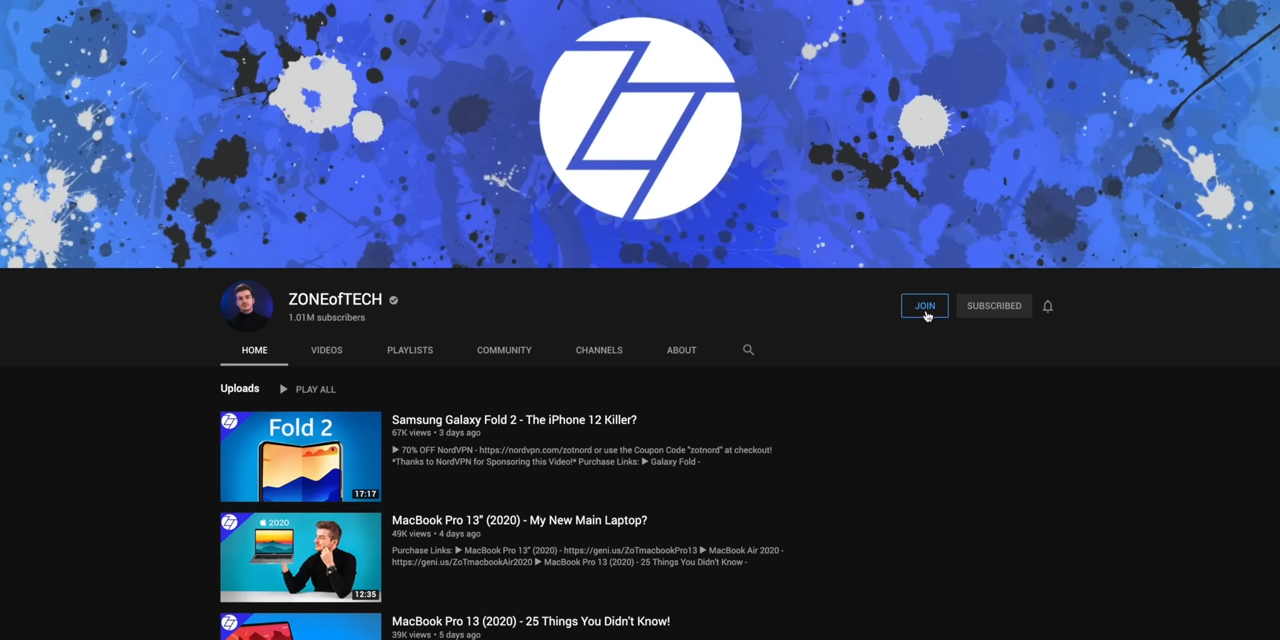 ZONEofTECH
1.01M subscribers
JOIN
SUBSCRIBED
HOME
VIDEOS
PLAYLISTS
COMMUNITY
CHANNELS
ABOUT
Uploads
PLAY ALL
Fold 2
17:17
Samsung Galaxy Fold 2 - The iPhone 12 Killer?
67K views • 3 days ago
▶ 70% OFF NordVPN - https://nordvpn.com/zotnord or use the Coupon Code "zotnord" at checkout!
*Thanks to NordVPN for Sponsoring this Video!* Purchase Links: ▶ Galaxy Fold -
2020
12:35
MacBook Pro 13" (2020) - My New Main Laptop?
49K views • 4 days ago
Purchase Links: ▶ MacBook Pro 13" (2020) - https://geni.us/ZoTmacbookPro13 ▶ MacBook Air 2020 -
https://geni.us/ZoTmacbookAir2020 ▶ MacBook Pro 13 (2020) - 25 Things You Didn't Know -
MacBook Pro 13 (2020) - 25 Things You Didn't Know!
39K views • 5 days ago